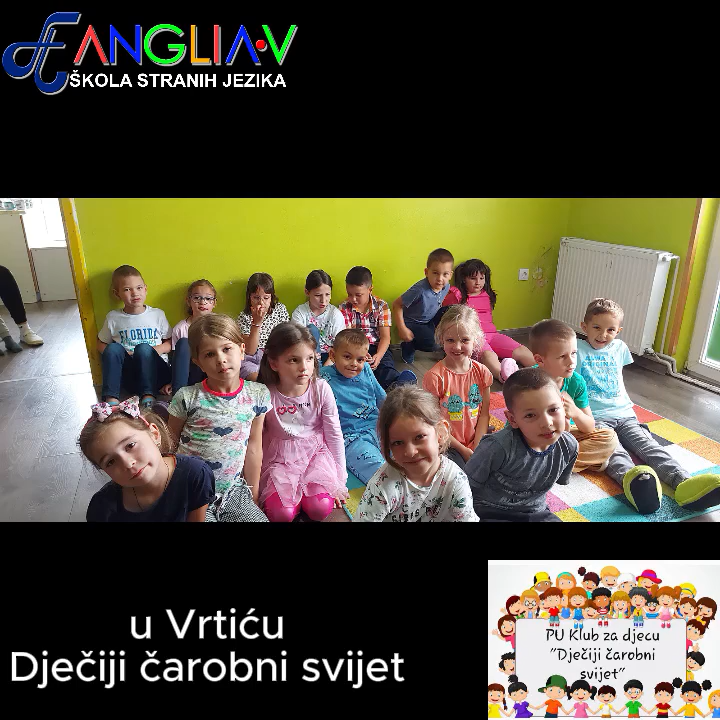 ANGLIA·V
ŠKOLA STRANIH JEZIKA
FLORIDA
u Vrtiću
Dječiji čarobni svijet
PU Klub za djecu
"Dječiji čarobni
svijet"